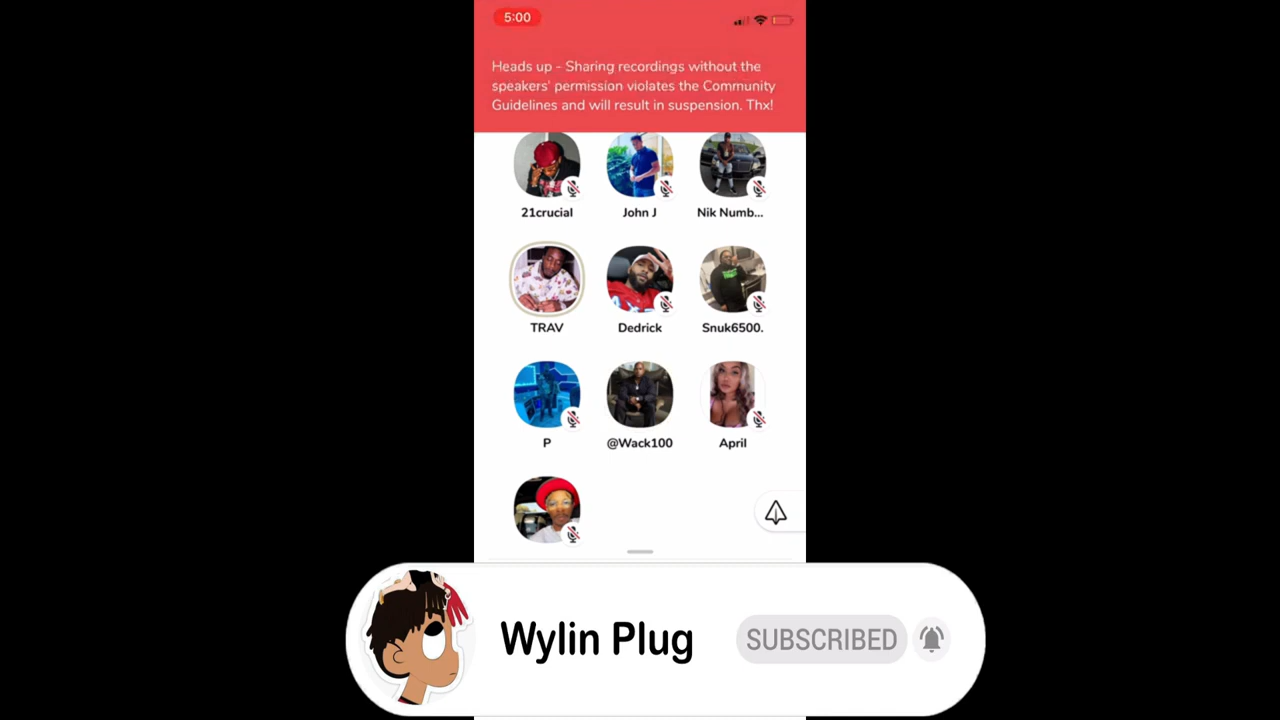 5:00
Heads up - Sharing recordings without the
speakers' permission violates the Community
Guidelines and will result in suspension. Thx!
21crucial John J Nik Numb...
TRAV Dedrick Snuk6500.
P @Wack100 April
Wylin Plug SUBSCRIBED